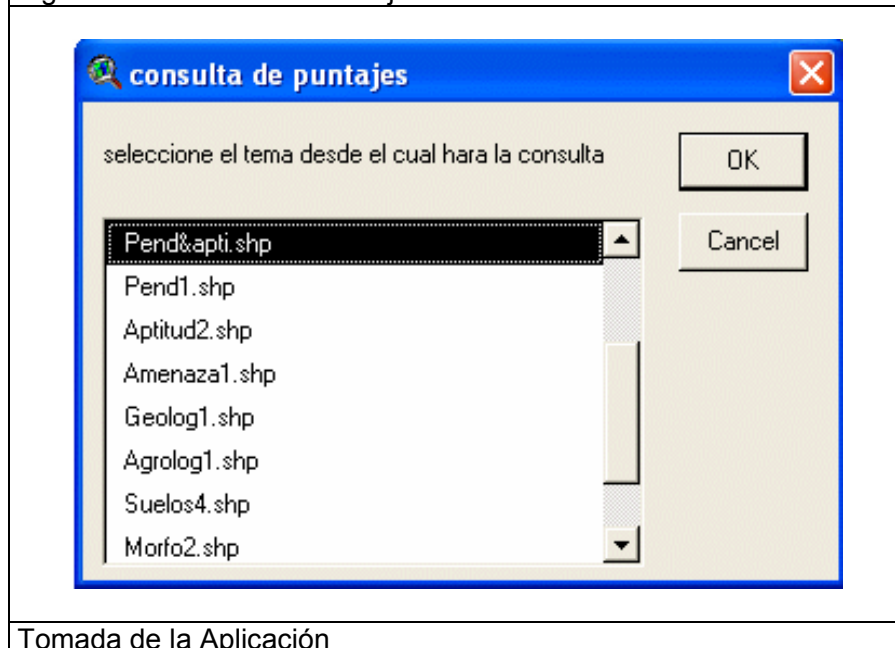 consulta de puntajes
seleccione el tema desde el cual hara la consulta
OK
Cancel
Pend&apti.shp
Pend1.shp
Aptitud2.shp
Amenaza1.shp
Geolog1.shp
Agrolog1.shp
Suelos4.shp
Morfo2.shp
Tomada de la Aplicación